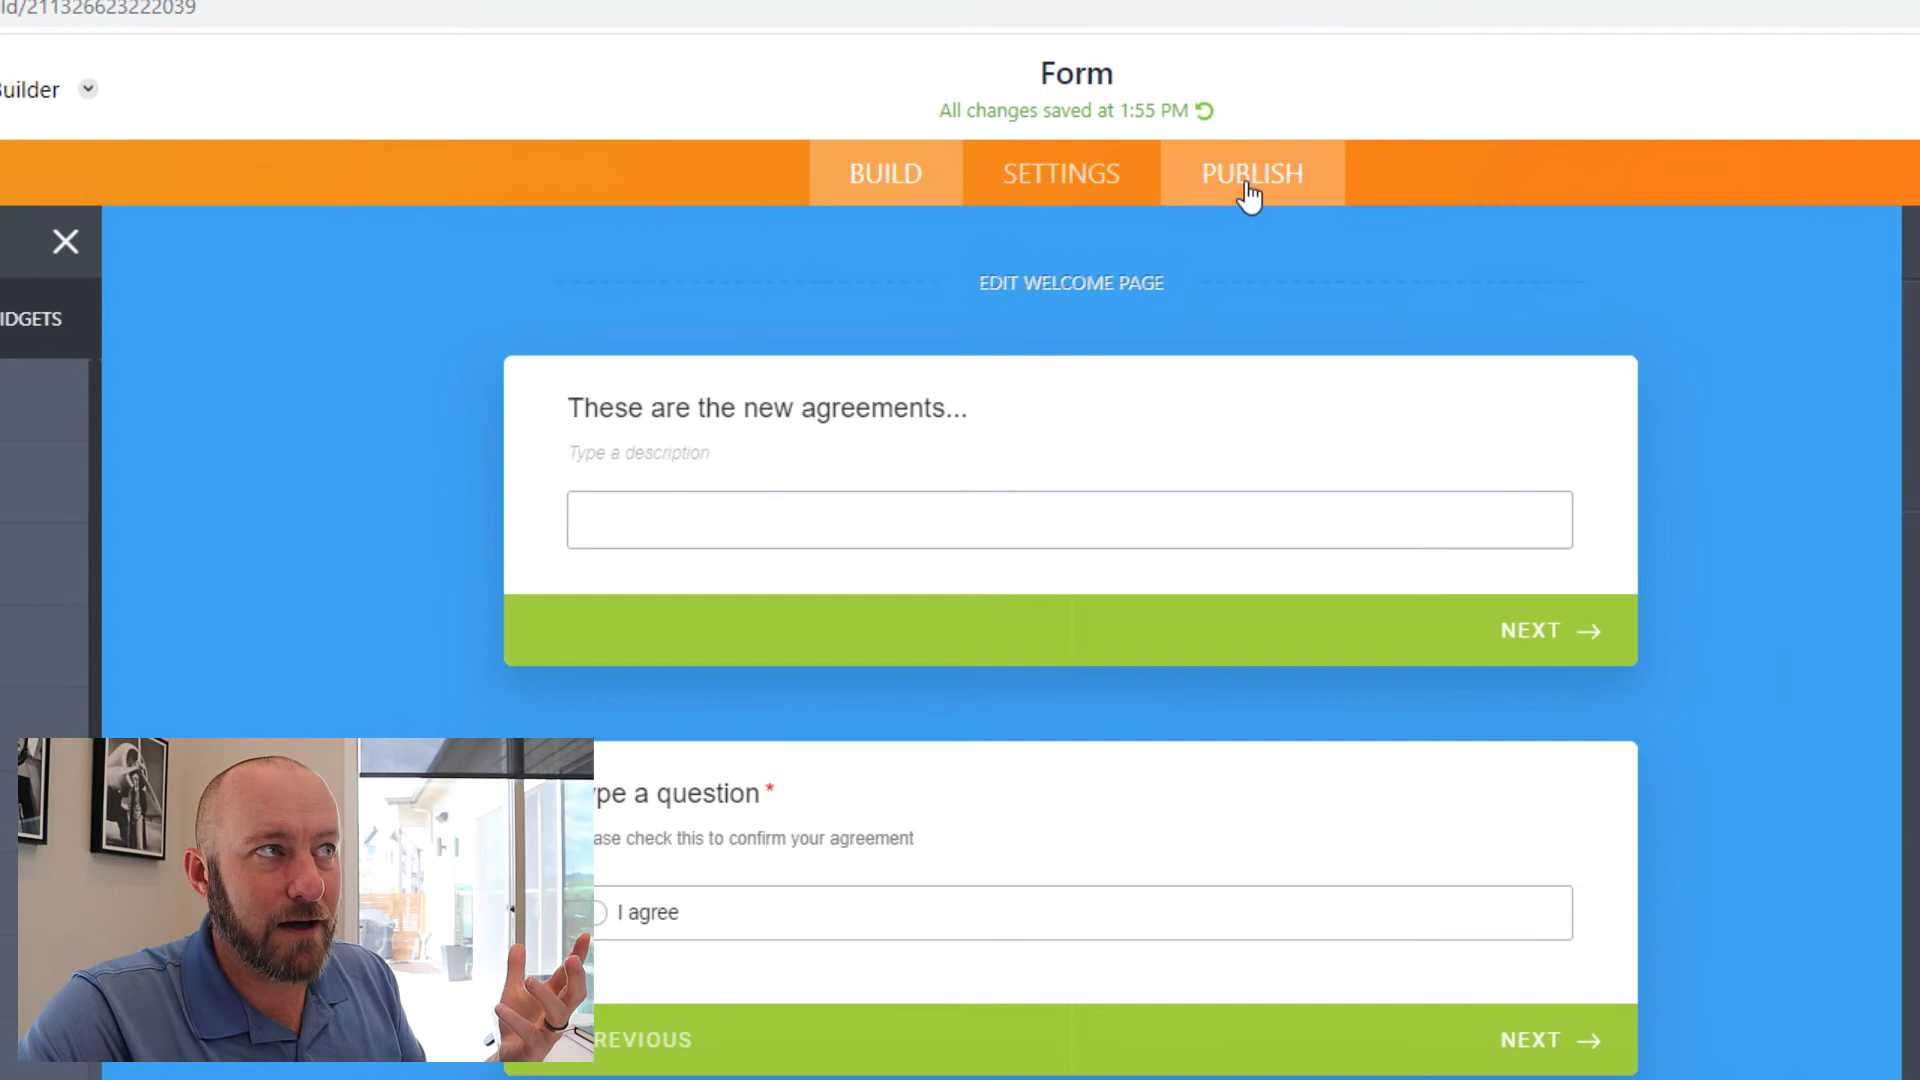 ld/211326623222039
Form
uilder
All changes saved at 1:55 PM
BUILD
SETTINGS
PUBLISH
IDGETS
EDIT WELCOME PAGE
These are the new agreements...
Type a description
NEXT
ype a question *
ase check this to confirm your agreement
I agree
REVIOUS
NEXT